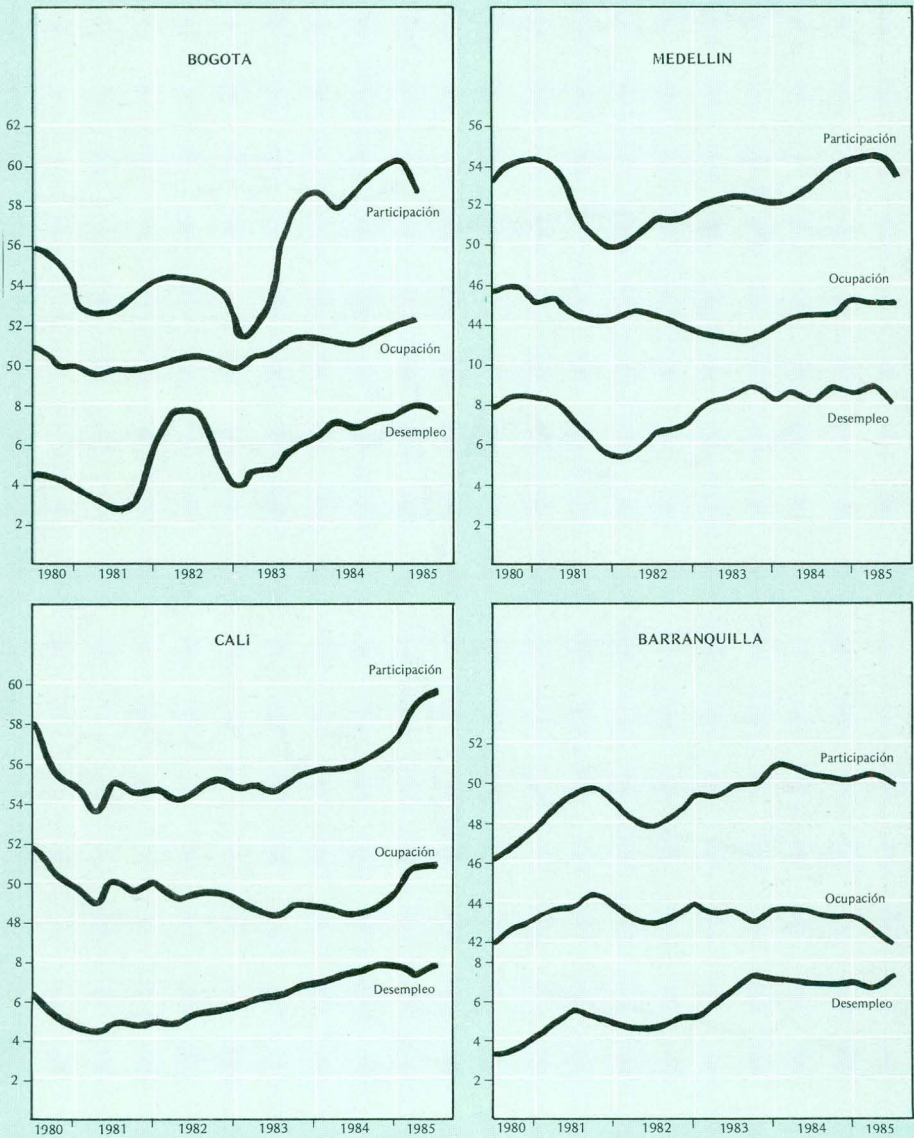 BOGOTA
62
60
58
56
54
52
50
8
6
4
2
Participación
Ocupación
Desempleo
1980 1981 1982 1983 1984 1985
MEDELLIN
56
54
52
50
46
44
10
8
6
4
2
Participación
Ocupación
Desempleo
1980 1981 1982 1983 1984 1985
CALi
60
58
56
54
52
50
48
8
6
4
2
Participación
Ocupación
Desempleo
1980 1981 1982 1983 1984 1985
BARRANQUILLA
52
50
48
46
44
42
8
6
4
2
Participación
Ocupación
Desempleo
1980 1981 1982 1983 1984 1985